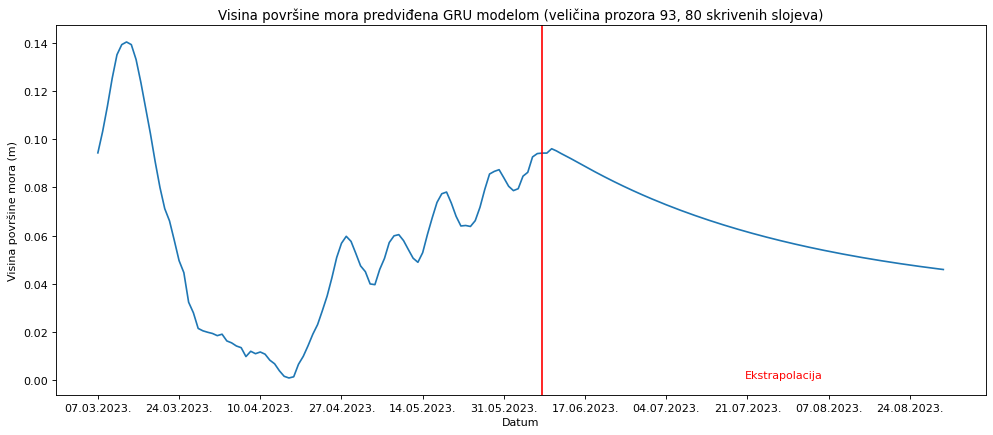 Visina površine mora predviđena GRU modelom (veličina prozora 93, 80 skrivenih slojeva)
Visina površine mora (m)
0.14
0.12
0.10
0.08
0.06
0.04
0.02
0.00
Ekstrapolacija
07.03.2023. 24.03.2023. 10.04.2023. 27.04.2023. 14.05.2023. 31.05.2023. 17.06.2023. 04.07.2023. 21.07.2023. 07.08.2023. 24.08.2023.
Datum